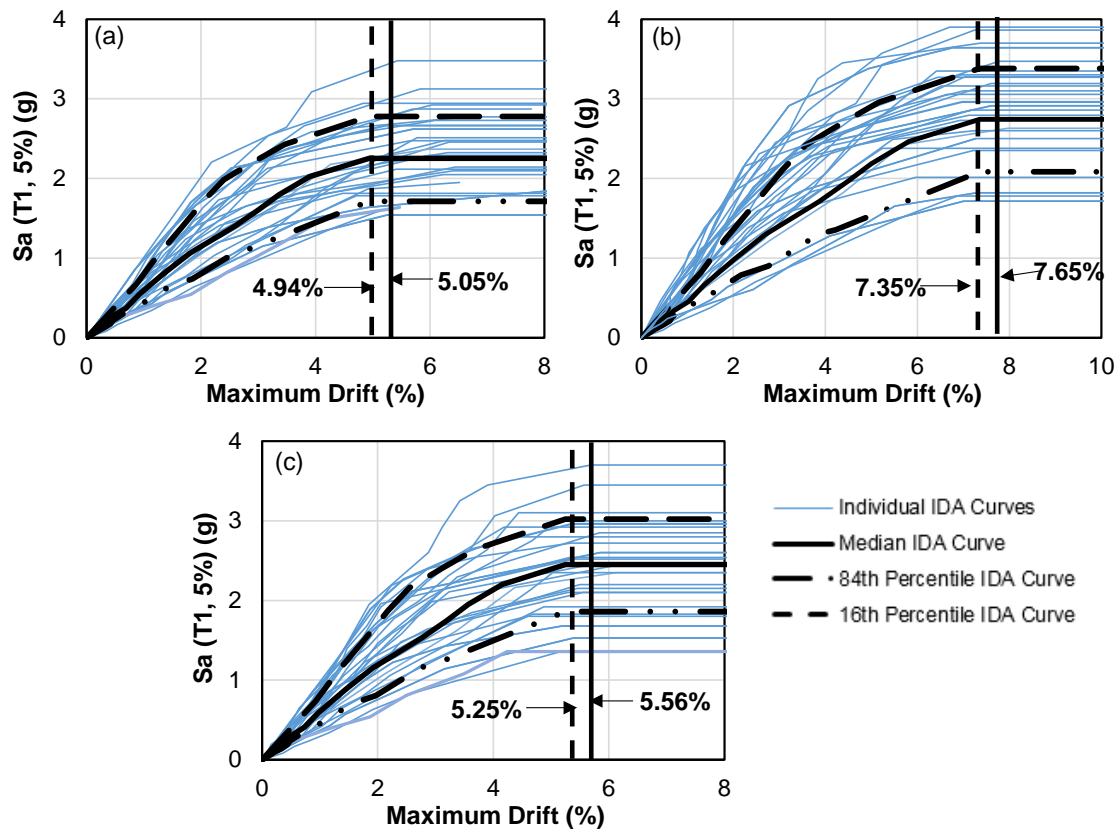 (a)
4
3
2
1
0
Sa (T1, 5%) (g)
4.94%
5.05%
0 2 4 6 8
Maximum Drift (%)
(b)
4
3
2
1
0
Sa (T1, 5%) (g)
7.35%
7.65%
0 2 4 6 8 10
Maximum Drift (%)
(c)
4
3
2
1
0
Sa (T1, 5%) (g)
5.25%
5.56%
0 2 4 6 8
Maximum Drift (%)
Individual IDA Curves
Median IDA Curve
84th Percentile IDA Curve
16th Percentile IDA Curve